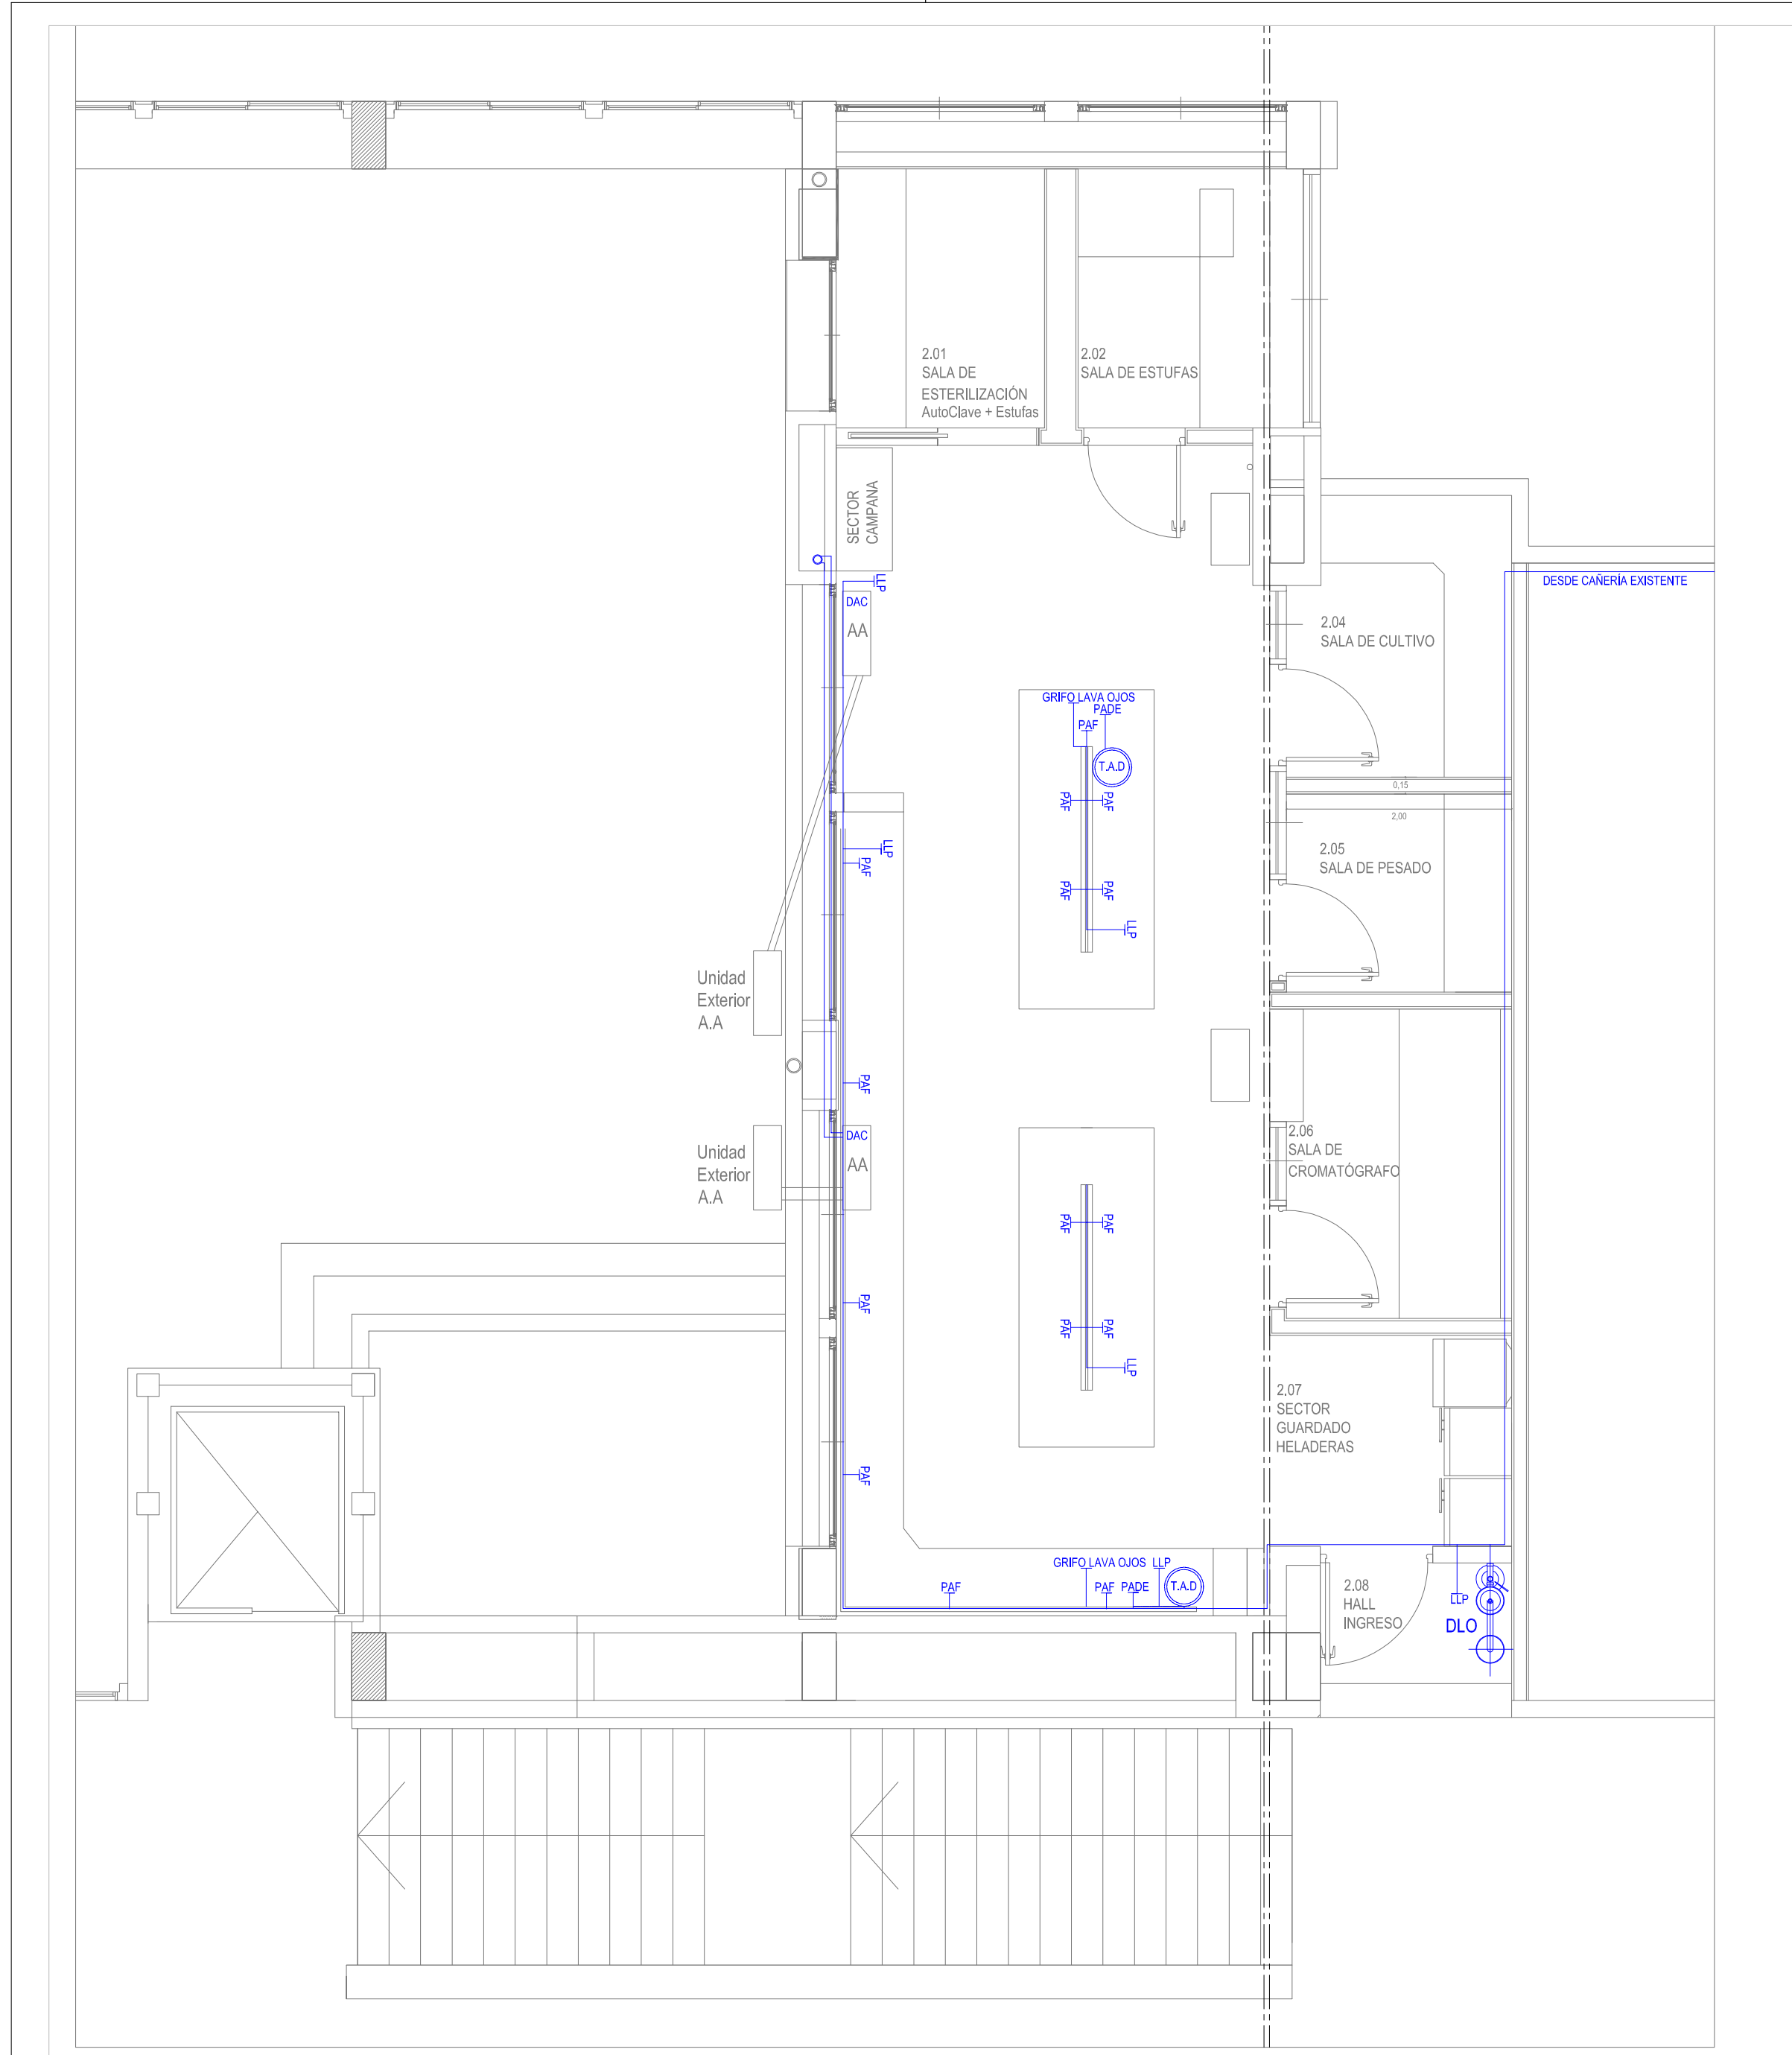 2.01
SALA DE
ESTERILIZACIÓN
AutoClave + Estufas
2.02
SALA DE ESTUFAS
SECTOR
CAMPANA
LLP
DESDE CAÑERÍA EXISTENTE
DAC
AA
2.04
SALA DE CULTIVO
GRIFO LAVA OJOS
PADE
PAF
T.A.D
0,15
PAF
PAF
2,00
LLP
PAF
2.05
SALA DE PESADO
PAF
PAF
LLP
Unidad
Exterior
A.A
PAF
DAC
AA
2.06
SALA DE
CROMATÓGRAFO
Unidad
Exterior
A.A
PAF
PAF
PAF
PAF
PAF
LLP
2.07
SECTOR
GUARDADO
HELADERAS
PAF
GRIFO LAVA OJOS
LLP
PAF
PAF
PADE
T.A.D
2.08
HALL
INGRESO
LLP
DLO